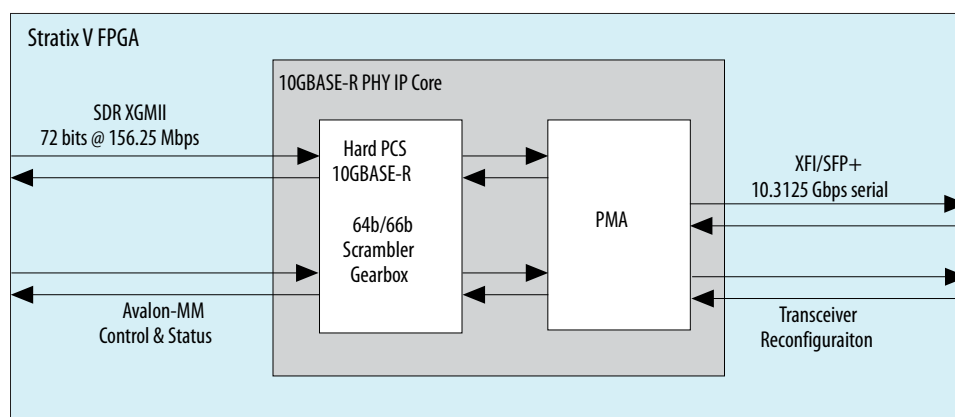 Stratix V FPGA
10GBASE-R PHY IP Core
SDR XGMII
72 bits @ 156.25 Mbps
Hard PCS
10GBASE-R
64b/66b
Scrambler
Gearbox
PMA
XFI/SFP+
10.3125 Gbps serial
Avalon-MM
Control & Status
Transceiver
Reconfiguraiton